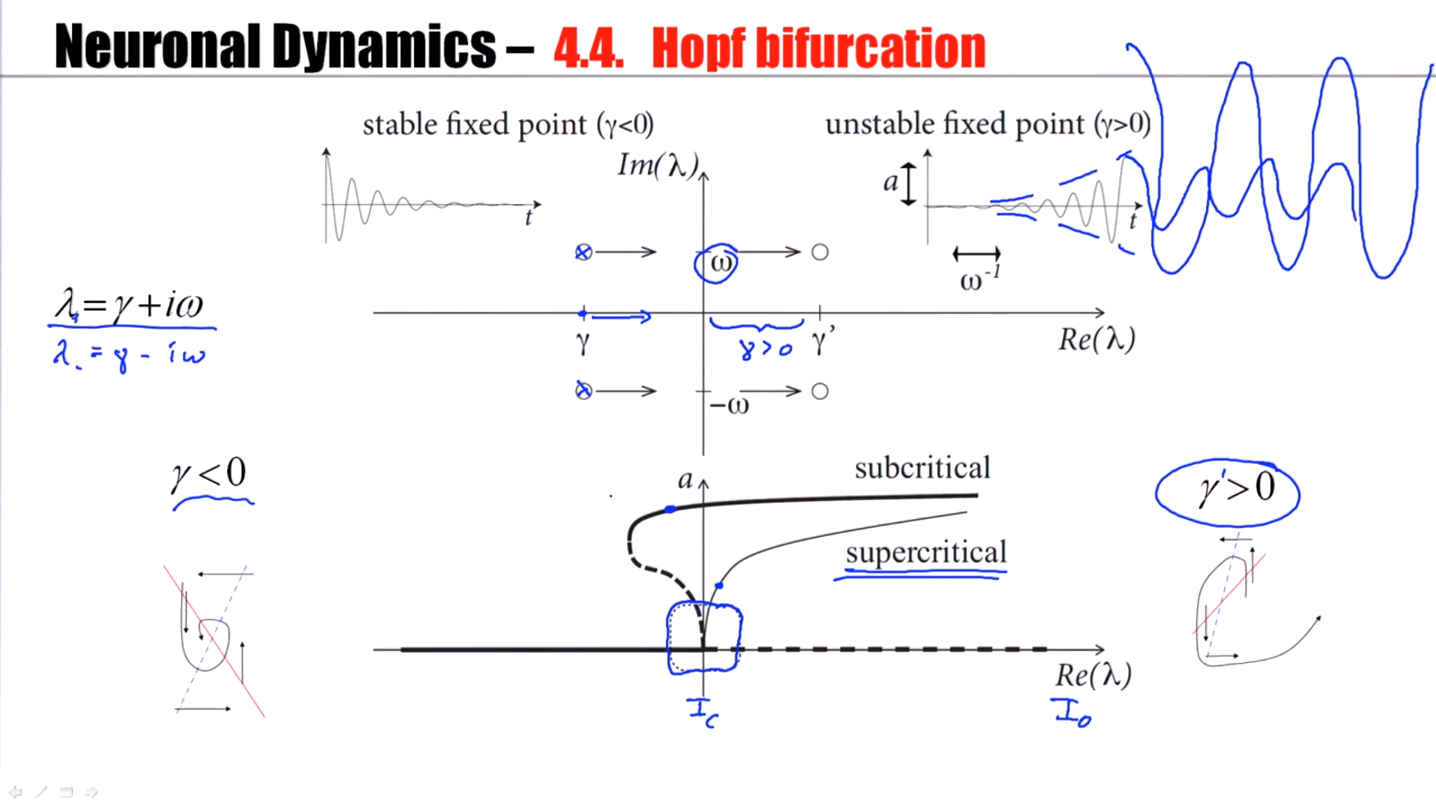 Neuronal Dynamics – 4.4. Hopf bifurcation
stable fixed point (γ<0)
unstable fixed point (γ>0)
Im(λ)
a
t
t
ω
ω⁻¹
λ₊=γ+iω
λ₋ = γ - iω
γ
γ>0
γ’
Re(λ)
−ω
γ<0
a
subcritical
γ'>0
supercritical
Re(λ)
I_c
I_0